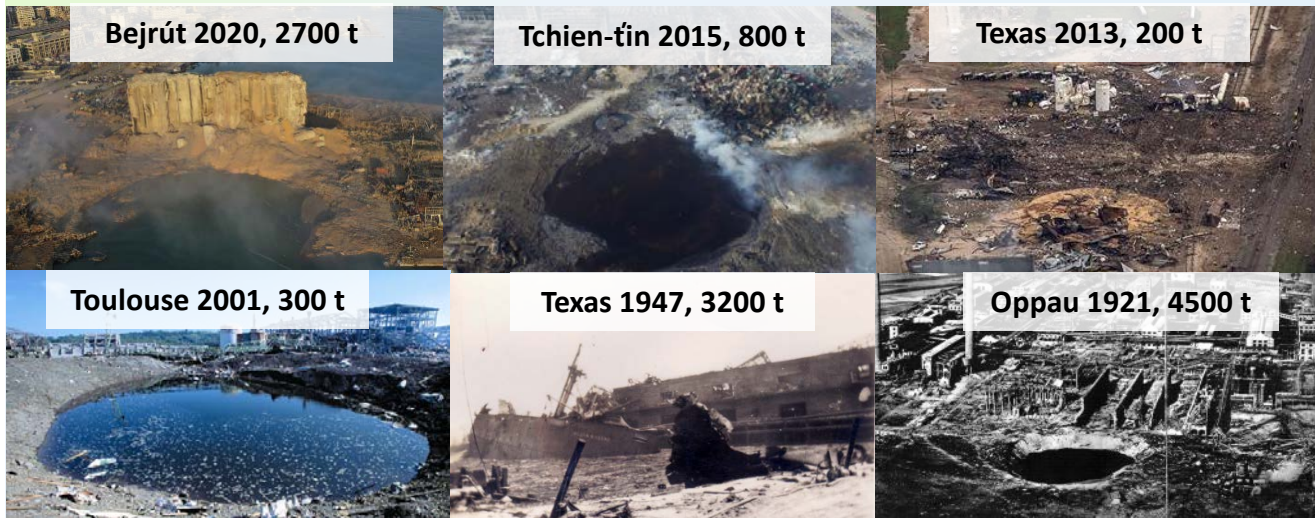 Bejrút 2020, 2700 t
Tchien-ťin 2015, 800 t
Texas 2013, 200 t
Toulouse 2001, 300 t
Texas 1947, 3200 t
Oppau 1921, 4500 t